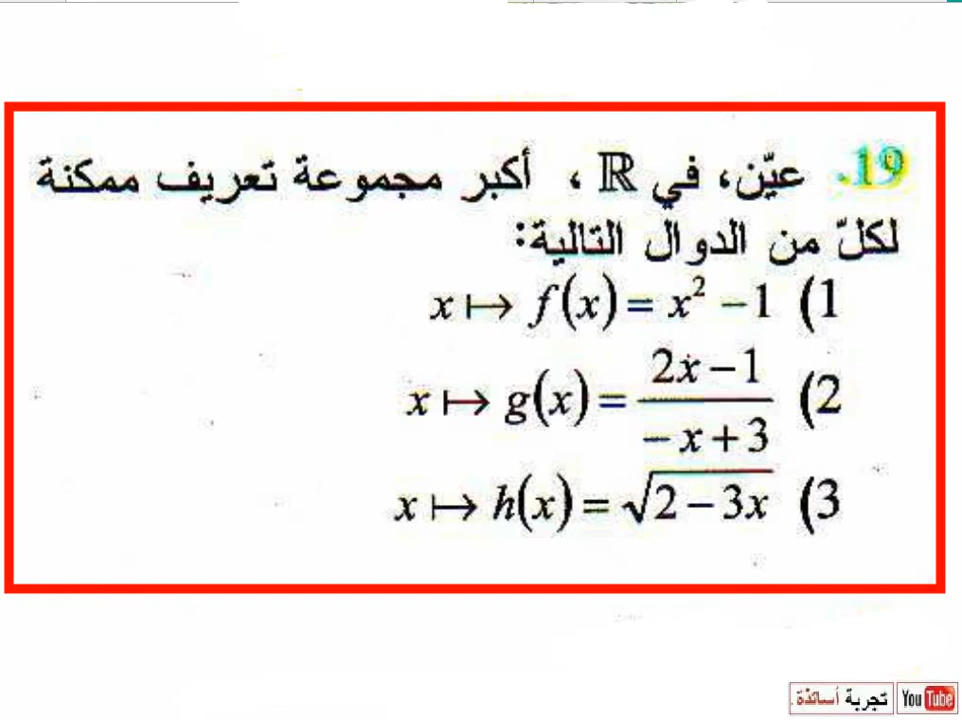 19. عيّن، في ℝ ، أكبر مجموعة تعريف ممكنة
لكلّ من الدوال التالية:
1) x ↦ f(x) = x² − 1
2) x ↦ g(x) = (2x − 1)/(−x + 3)
3) x ↦ h(x) = √(2 − 3x)
تجربة أساتذة . YouTube